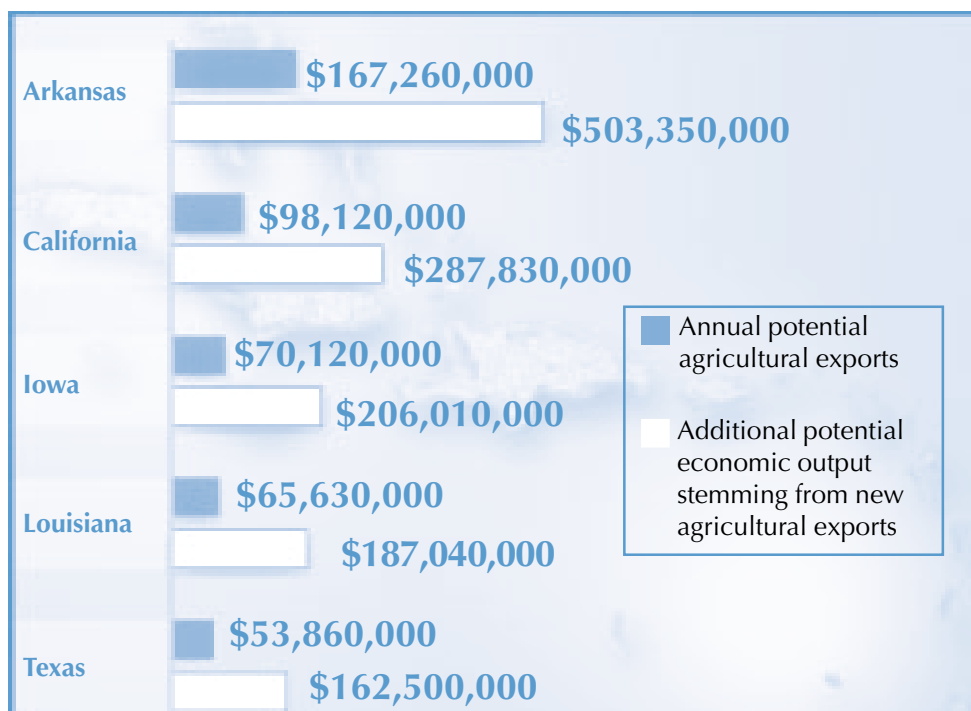 Arkansas
$167,260,000
$503,350,000
California
$98,120,000
$287,830,000
Iowa
$70,120,000
$206,010,000
Louisiana
$65,630,000
$187,040,000
Texas
$53,860,000
$162,500,000
Annual potential
agricultural exports
Additional potential
economic output
stemming from new
agricultural exports